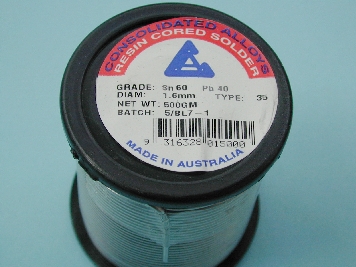 CONSOLIDATED ALLOYS
RESIN CORED SOLDER
GRADE: Sn 60 Pb 40
DIAM: 1.6mm TYPE: 35
NET WT. 500GM
BATCH: 5/BL7-1
9 316328 015000
MADE IN AUSTRALIA